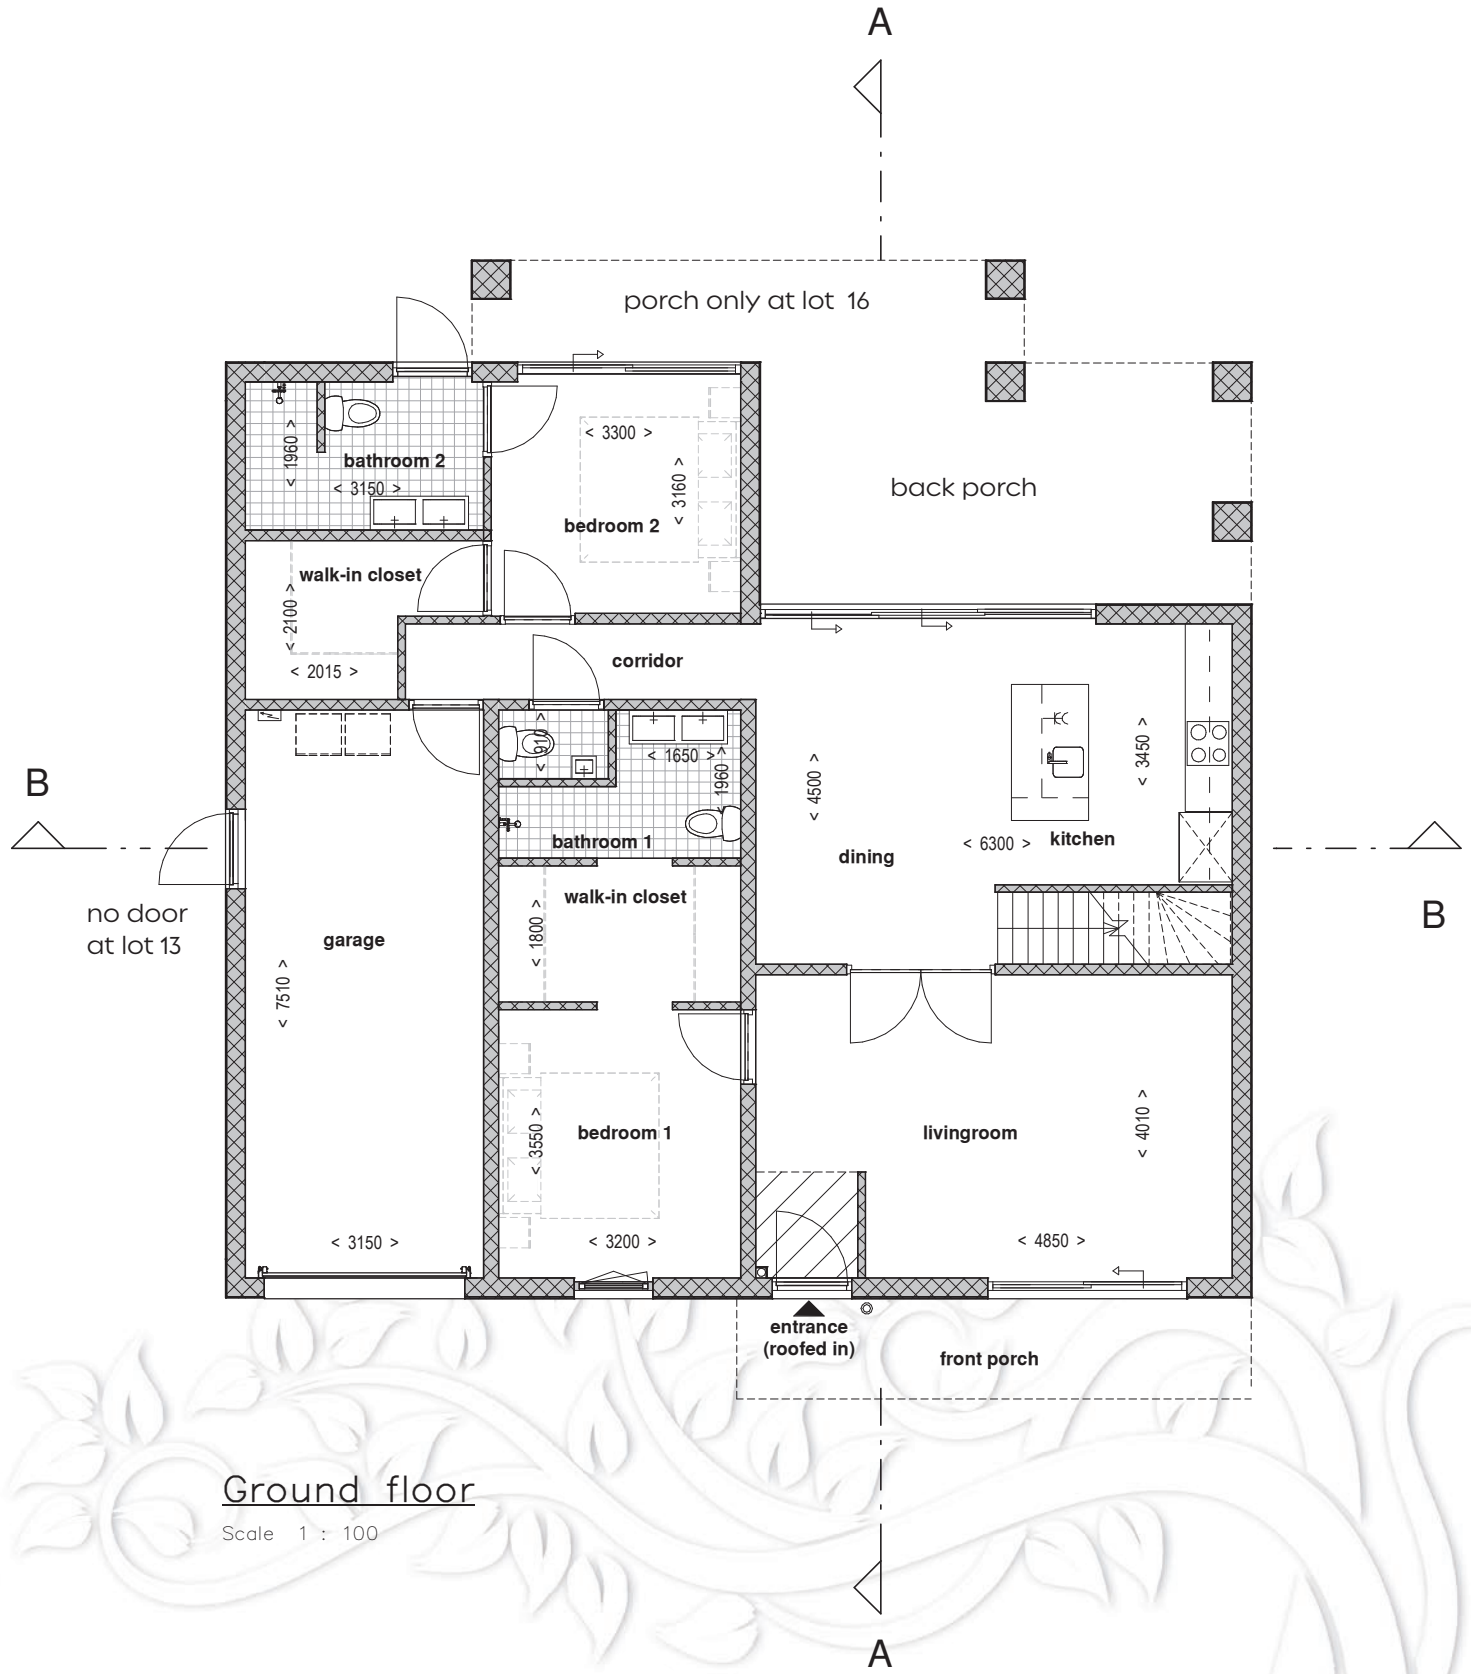 A
porch only at lot 16
< 3300 >
< 1960 >
bathroom 2
< 3160 >
< 3150 >
back porch
bedroom 2
walk-in closet
< 2100 >
corridor
< 2015 >
< 910 >
< 1650 >
< 1960 >
< 4500 >
< 3450 >
B
bathroom 1
< 6300 >
kitchen
dining
walk-in closet
no door
at lot 13
B
< 1800 >
garage
< 7510 >
bedroom 1
< 3550 >
livingroom
< 4010 >
< 3150 >
< 3200 >
< 4850 >
entrance
(roofed in)
front porch
Ground floor
Scale 1 : 100
A